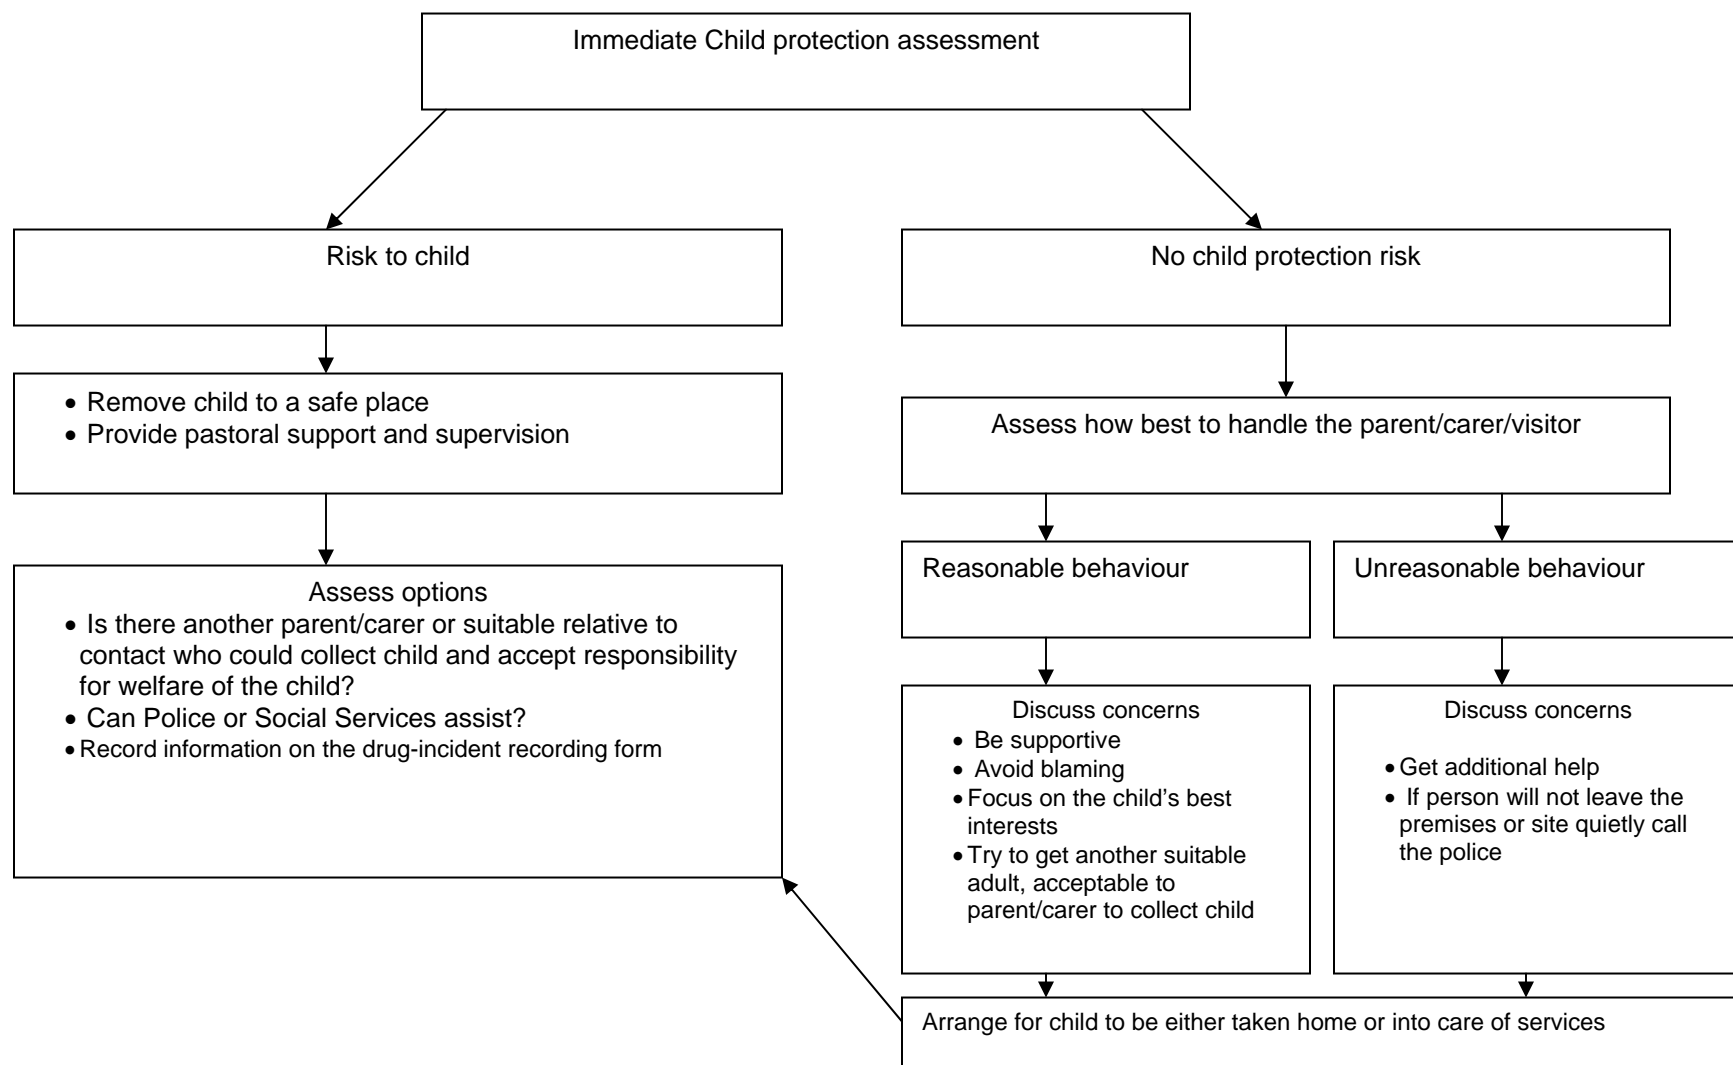 Immediate Child protection assessment
Risk to child
No child protection risk
• Remove child to a safe place
• Provide pastoral support and supervision
Assess how best to handle the parent/carer/visitor
Reasonable behaviour
Unreasonable behaviour
Assess options
• Is there another parent/carer or suitable relative to
contact who could collect child and accept responsibility
for welfare of the child?
• Can Police or Social Services assist?
• Record information on the drug-incident recording form
Discuss concerns
• Be supportive
• Avoid blaming
• Focus on the child’s best
interests
• Try to get another suitable
adult, acceptable to
parent/carer to collect child
Discuss concerns
• Get additional help
• If person will not leave the
premises or site quietly call
the police
Arrange for child to be either taken home or into care of services